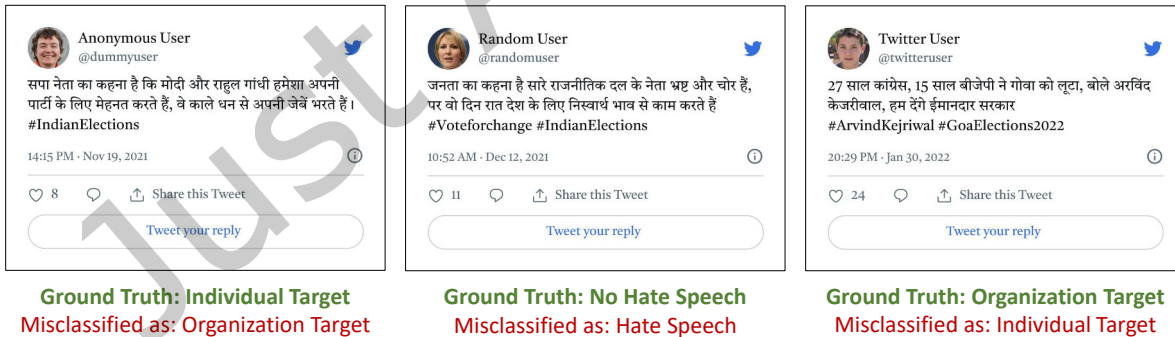 Anonymous User
@dummyuser
सपा नेता का कहना है कि मोदी और राहुल गांधी हमेशा अपनी
पार्टी के लिए मेहनत करते हैं, वे काले धन से अपनी जेबें भरते हैं।
#IndianElections
14:15 PM · Nov 19, 2021
8
Share this Tweet
Tweet your reply
Ground Truth: Individual Target
Misclassified as: Organization Target
Random User
@randomuser
जनता का कहना है सारे राजनीतिक दल के नेता भ्रष्ट और चोर हैं,
पर वो दिन रात देश के लिए निस्वार्थ भाव से काम करते हैं
#Voteforchange #IndianElections
10:52 AM · Dec 12, 2021
11
Share this Tweet
Tweet your reply
Ground Truth: No Hate Speech
Misclassified as: Hate Speech
Twitter User
@twitteruser
27 साल कांग्रेस, 15 साल बीजेपी ने गोवा को लूटा, बोले अरविंद
केजरीवाल, हम देंगे ईमानदार सरकार
#ArvindKejriwal #GoaElections2022
20:29 PM · Jan 30, 2022
24
Share this Tweet
Tweet your reply
Ground Truth: Organization Target
Misclassified as: Individual Target
Just